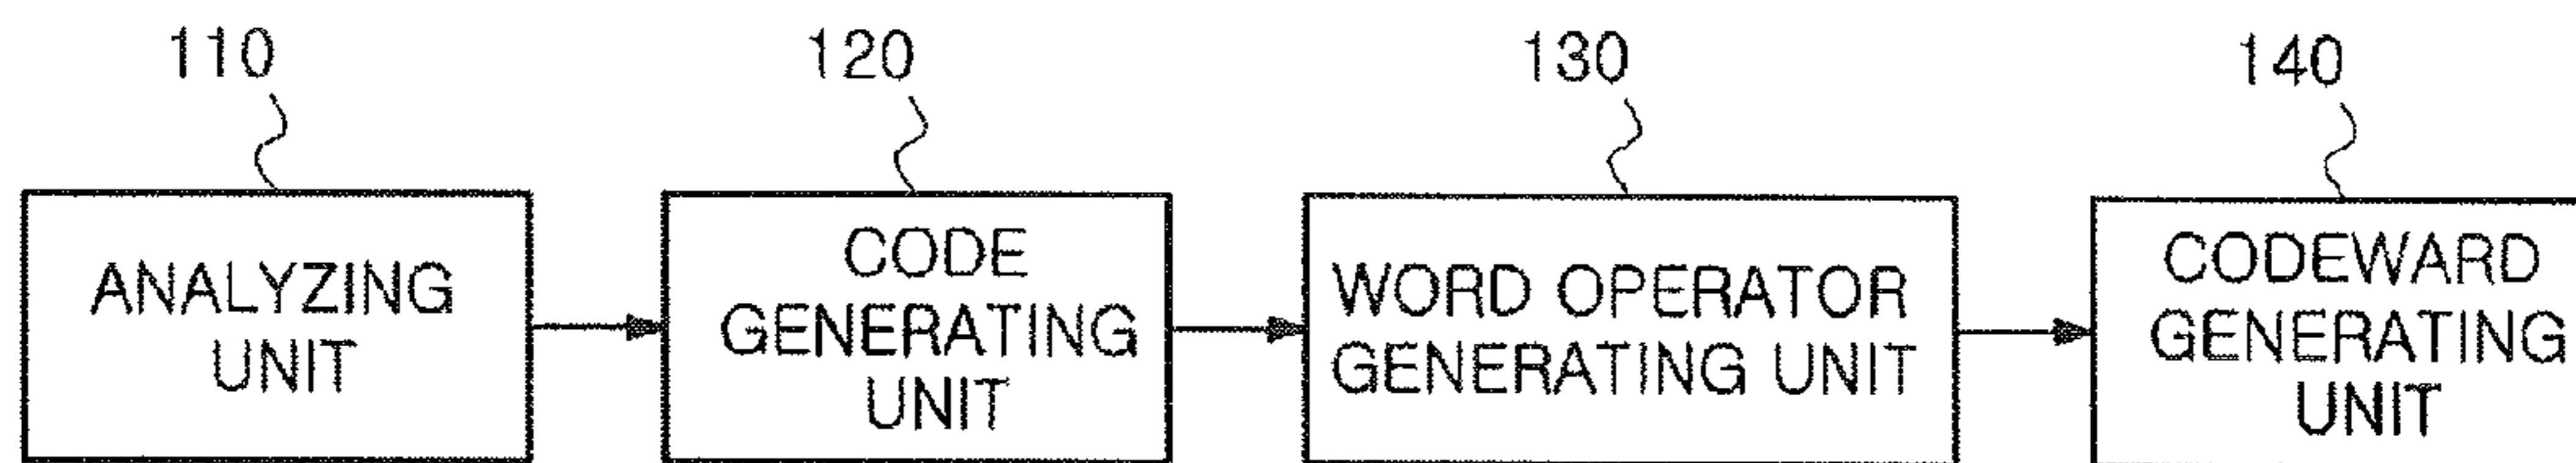 110
120
130
140
ANALYZING
UNIT
CODE
GENERATING
UNIT
WORD OPERATOR
GENERATING UNIT
CODEWARD
GENERATING
UNIT